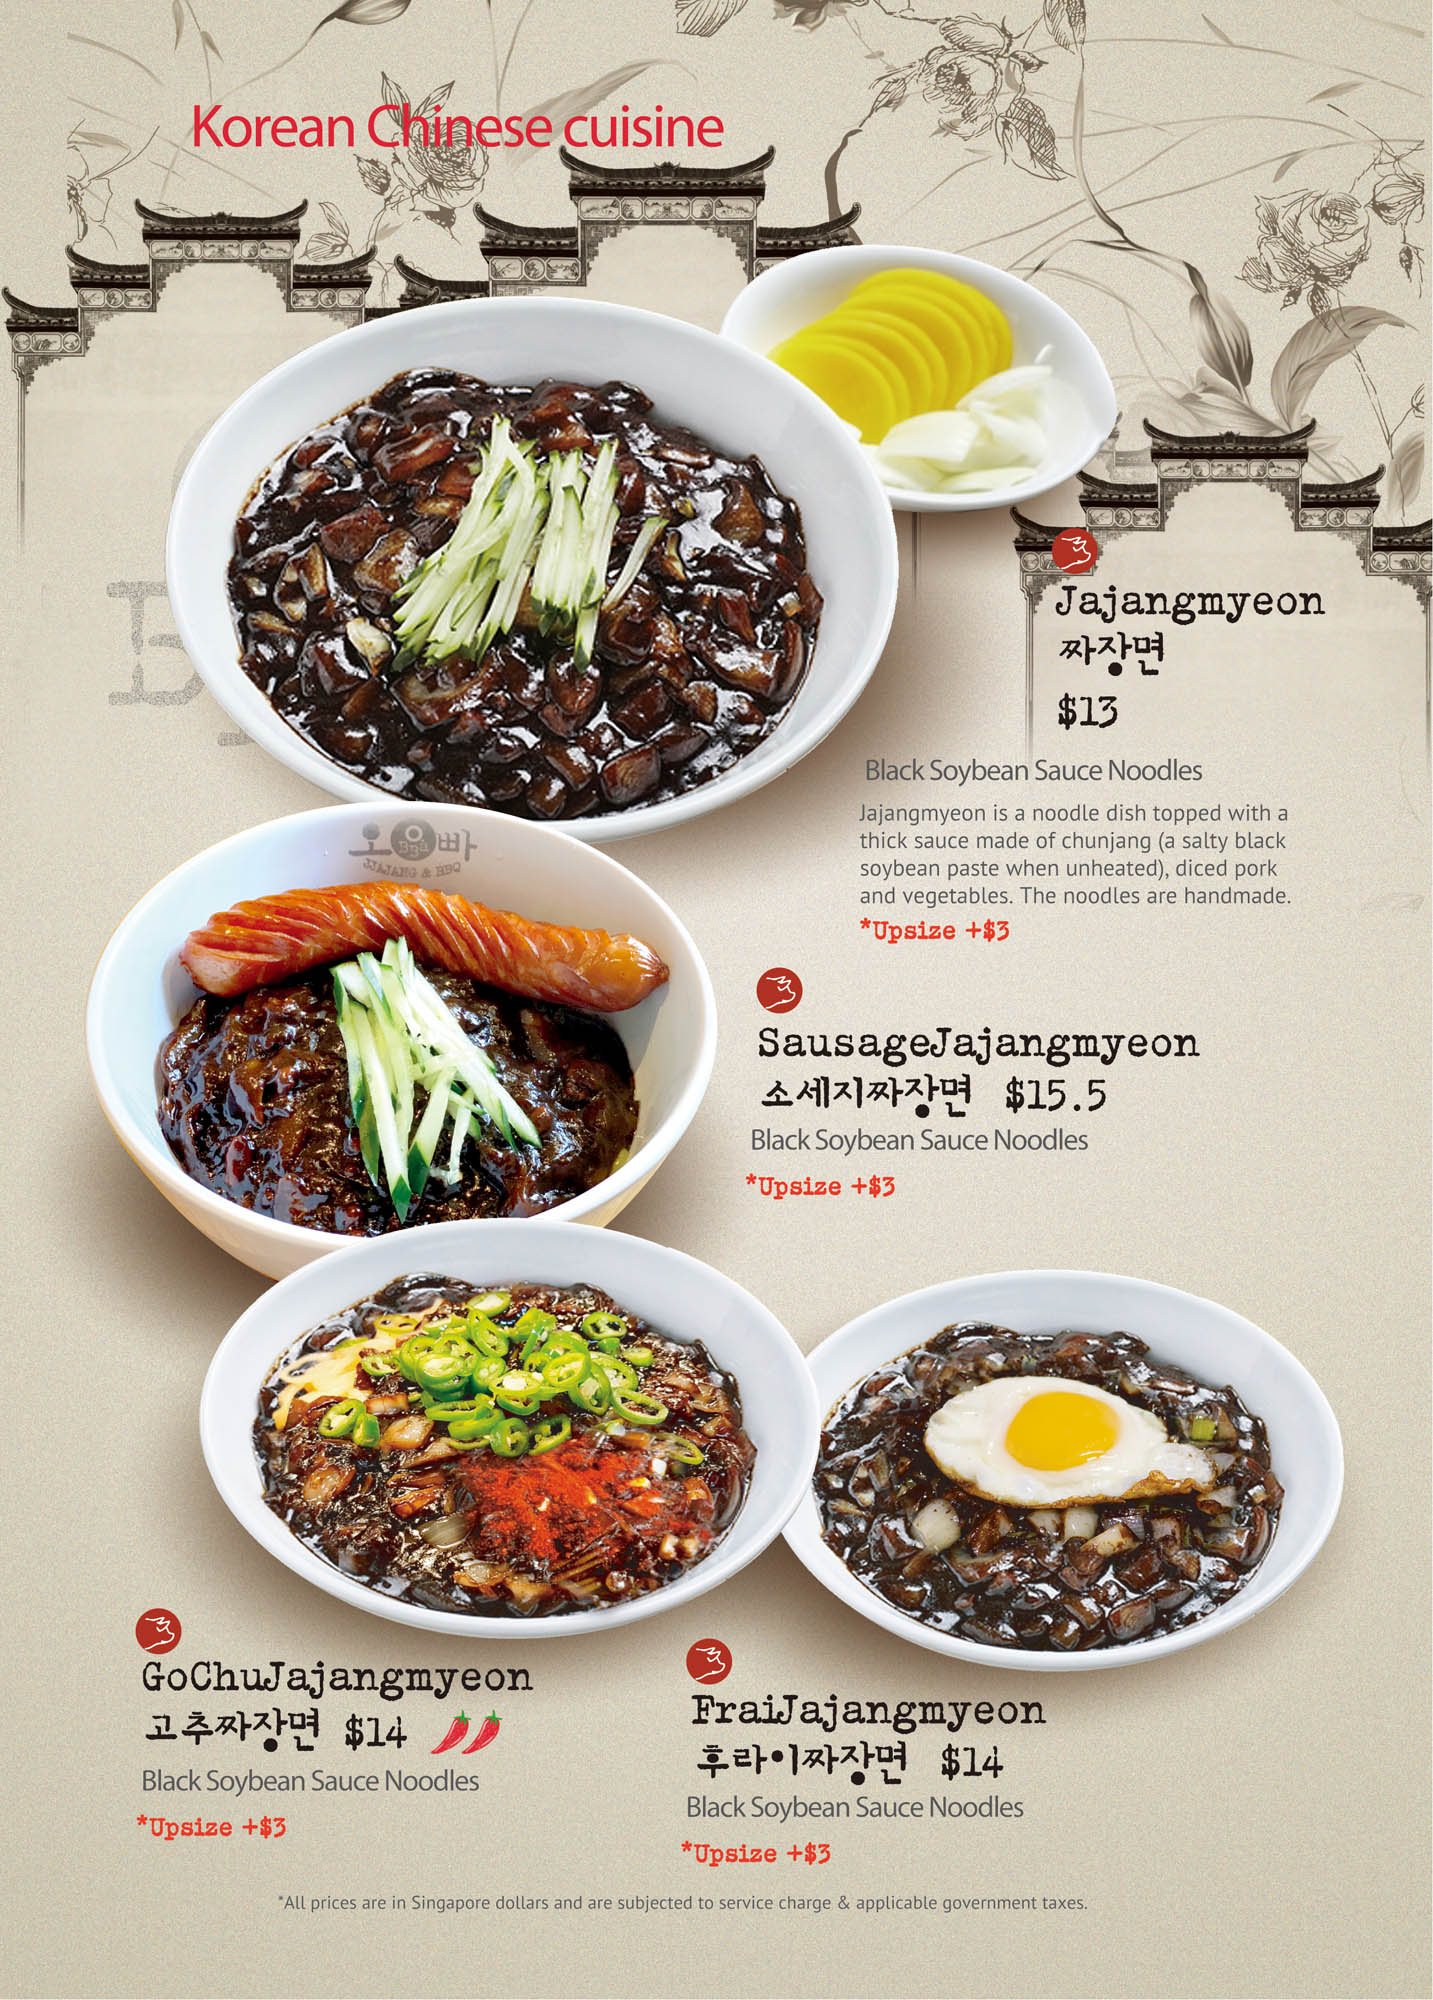 Korean Chinese cuisine
Jajangmyeon
짜장면
$13
Black Soybean Sauce Noodles
Jajangmyeon is a noodle dish topped with a
thick sauce made of chunjang (a salty black
soybean paste when unheated), diced pork
and vegetables. The noodles are handmade.
*Upsize +$3
오빠
BBa
JJAJANG & BBQ
SausageJajangmyeon
소세지짜장면 $15.5
Black Soybean Sauce Noodles
*Upsize +$3
GoChuJajangmyeon
고추짜장면 $14
Black Soybean Sauce Noodles
*Upsize +$3
FraiJajangmyeon
후라이짜장면 $14
Black Soybean Sauce Noodles
*Upsize +$3
*All prices are in Singapore dollars and are subjected to service charge & applicable government taxes.